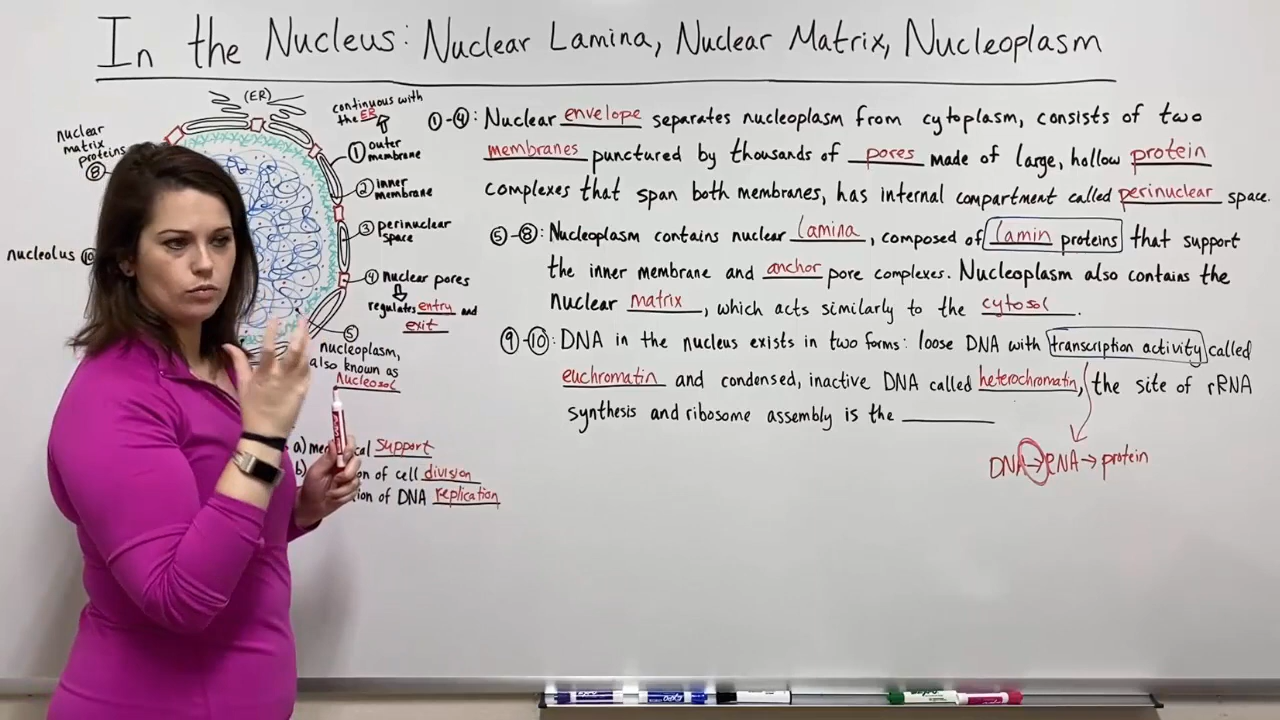 In the Nucleus: Nuclear Lamina, Nuclear Matrix, Nucleoplasm
(ER)
continuous with
the ER
nuclear
matrix
proteins
⑧
① outer
membrane
② inner
membrane
③ perinuclear
space
nucleolus ⑩
④ Nuclear pores
regulates entry and
exit
⑤
nucleoplasm,
also known as
nucleosol
a) support
b) of cell division
of DNA replication
①-④: Nuclear envelope separates nucleoplasm from cytoplasm, consists of two
membranes punctured by thousands of pores made of large, hollow protein
complexes that span both membranes, has internal compartment called perinuclear space.
⑤-⑧: Nucleoplasm contains nuclear lamina, composed of lamin proteins that support
the inner membrane and anchor pore complexes. Nucleoplasm also contains the
nuclear matrix, which acts similarly to the cytosol.
⑨-⑩: DNA in the nucleus exists in two forms: loose DNA with transcription activity called
euchromatin and condensed, inactive DNA called heterochromatin, the site of rRNA
synthesis and ribosome assembly is the ________
DNA→RNA→protein
EXPO